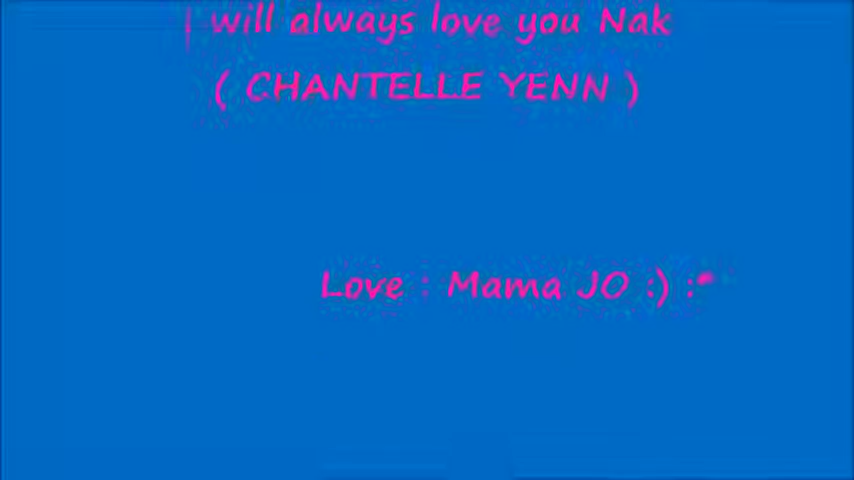 I will always love you Nak
( CHANTELLE YENN )
Love : Mama JO :) :*